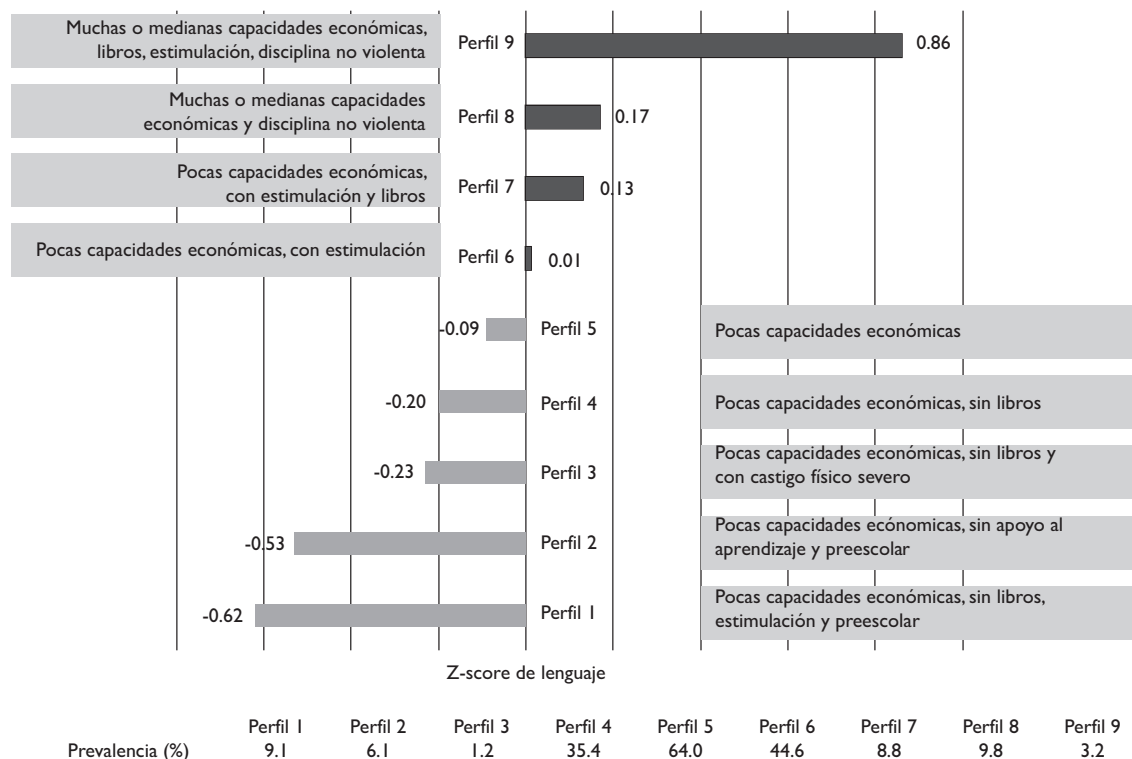 Muchas o medianas capacidades económicas,
libros, estimulación, disciplina no violenta
Perfil 9
0.86
Muchas o medianas capacidades
económicas y disciplina no violenta
Perfil 8
0.17
Pocas capacidades económicas,
con estimulación y libros
Perfil 7
0.13
Pocas capacidades económicas, con estimulación
Perfil 6
0.01
-0.09
Perfil 5
Pocas capacidades económicas
-0.20
Perfil 4
Pocas capacidades económicas, sin libros
-0.23
Perfil 3
Pocas capacidades económicas, sin libros y
con castigo físico severo
-0.53
Perfil 2
Pocas capacidades ecónomicas, sin apoyo al
aprendizaje y preescolar
-0.62
Perfil 1
Pocas capacidades económicas, sin libros,
estimulación y preescolar
Z-score de lenguaje
Perfil 1 Perfil 2 Perfil 3 Perfil 4 Perfil 5 Perfil 6 Perfil 7 Perfil 8 Perfil 9
Prevalencia (%) 9.1 6.1 1.2 35.4 64.0 44.6 8.8 9.8 3.2